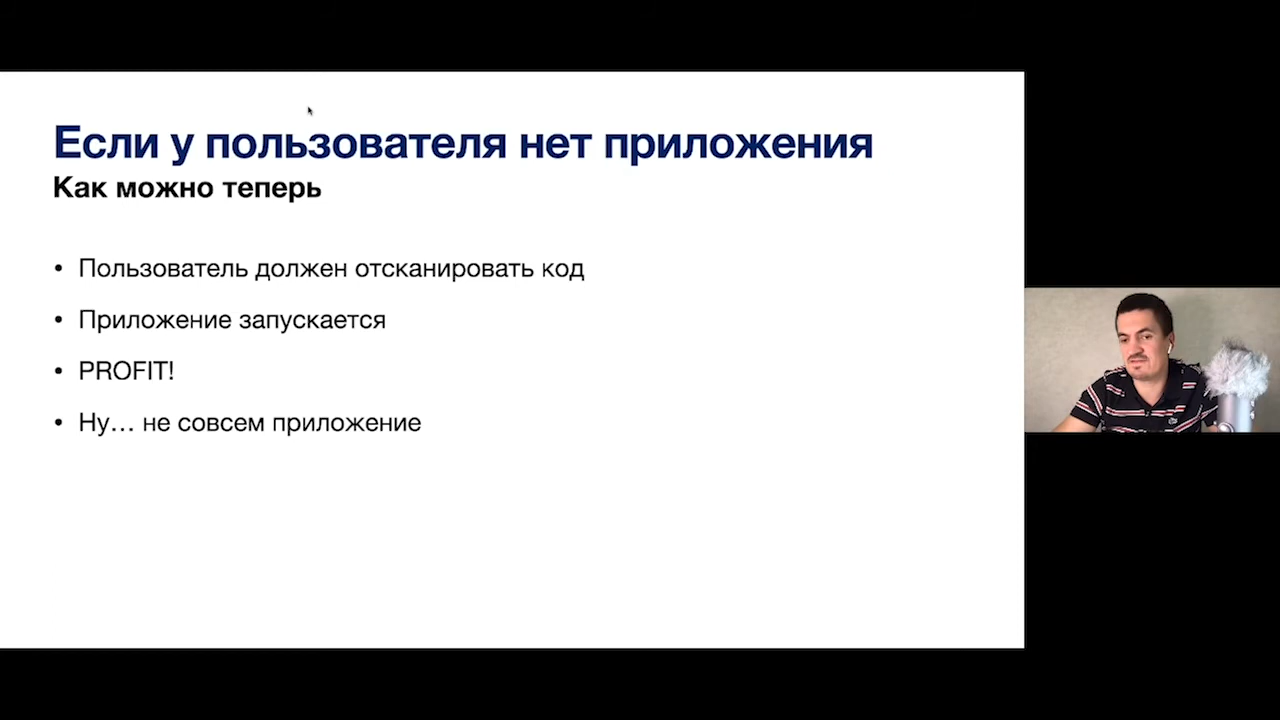 Если у пользователя нет приложения
Как можно теперь
• Пользователь должен отсканировать код
• Приложение запускается
• PROFIT!
• Ну… не совсем приложение